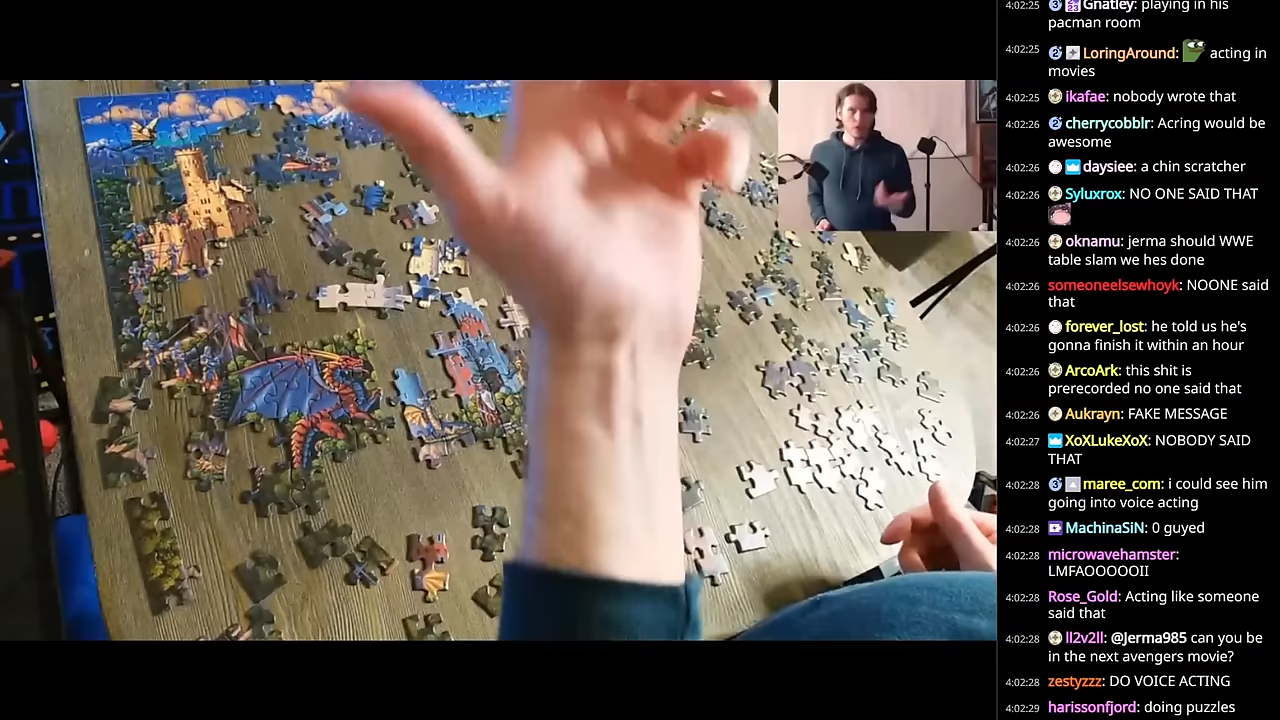 4:02:25 Gnatley: playing in his
pacman room
4:02:25 LoringAround: acting in
movies
4:02:25 ikafae: nobody wrote that
4:02:26 cherrycobblr: Acring would be
awesome
4:02:26 daysiee: a chin scratcher
4:02:26 Syluxrox: NO ONE SAID THAT
4:02:26 oknamu: jerma should WWE
table slam we hes done
4:02:26 someoneelsewhoyk: NOONE said
that
4:02:26 forever_lost: he told us he's
gonna finish it within an hour
4:02:26 ArcoArk: this shit is
prerecorded no one said that
4:02:26 Aukrayn: FAKE MESSAGE
4:02:27 XoXLukeXoX: NOBODY SAID
THAT
4:02:28 maree_com: i could see him
going into voice acting
4:02:28 MachinaSiN: 0 guyed
4:02:28 microwavehamster:
LMFAOOOOOII
4:02:28 Rose_Gold: Acting like someone
said that
4:02:28 ll2v2ll: @Jerma985 can you be
in the next avengers movie?
4:02:28 zestyzzz: DO VOICE ACTING
4:02:29 harissonfjord: doing puzzles